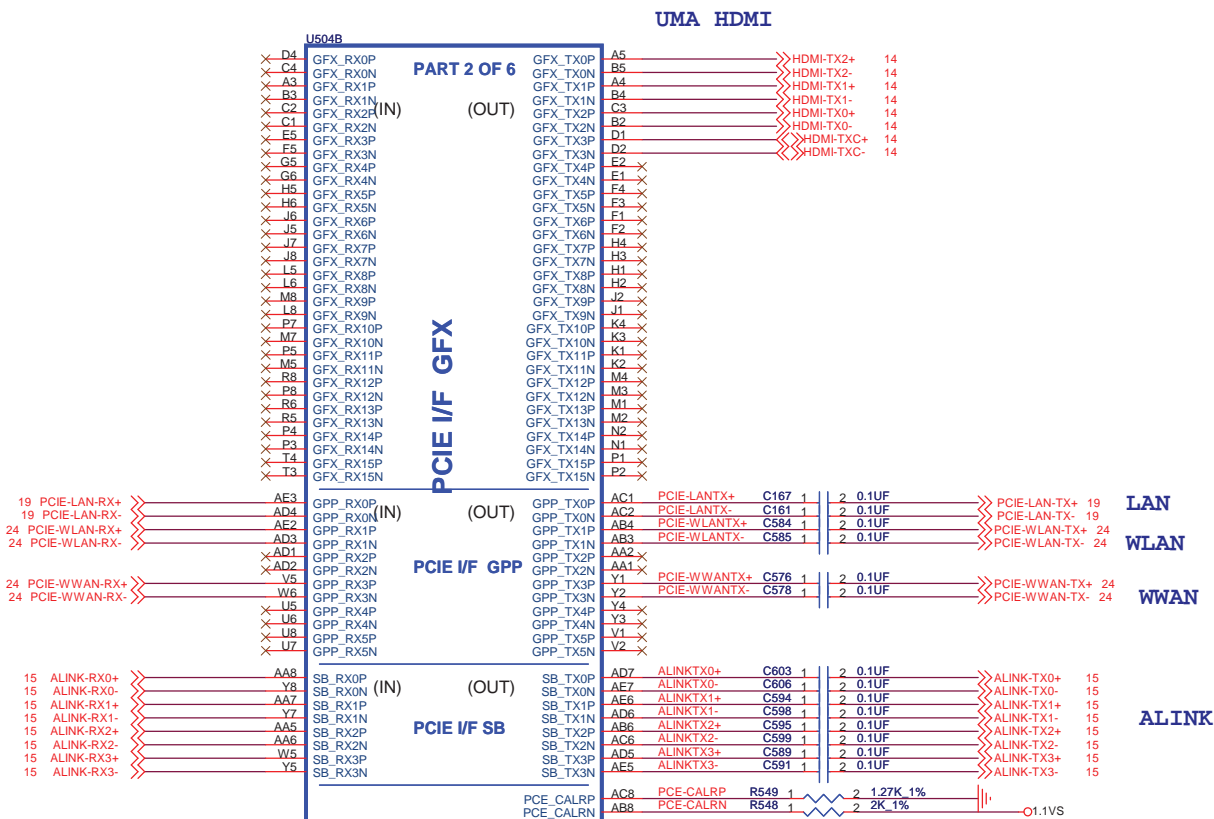 UMA HDMI
U504B
PART 2 OF 6
(IN) (OUT)
D4 GFX_RX0P GFX_TX0P A5 HDMI-TX2+ 14
C4 GFX_RX0N GFX_TX0N B5 HDMI-TX2- 14
A3 GFX_RX1P GFX_TX1P A4 HDMI-TX1+ 14
B3 GFX_RX1N GFX_TX1N B4 HDMI-TX1- 14
C2 GFX_RX2P GFX_TX2P C3 HDMI-TX0+ 14
C1 GFX_RX2N GFX_TX2N B2 HDMI-TX0- 14
E5 GFX_RX3P GFX_TX3P D1 HDMI-TXC+ 14
F5 GFX_RX3N GFX_TX3N D2 HDMI-TXC- 14
G5 GFX_RX4P GFX_TX4P E2
G6 GFX_RX4N GFX_TX4N E1
H5 GFX_RX5P GFX_TX5P F4
H6 GFX_RX5N GFX_TX5N F3
J6 GFX_RX6P GFX_TX6P F1
J5 GFX_RX6N GFX_TX6N F2
J7 GFX_RX7P GFX_TX7P H4
J8 GFX_RX7N GFX_TX7N H3
L5 GFX_RX8P GFX_TX8P H1
L6 GFX_RX8N GFX_TX8N H2
M8 GFX_RX9P GFX_TX9P J2
L8 GFX_RX9N GFX_TX9N J1
P7 GFX_RX10P GFX_TX10P K4
M7 GFX_RX10N GFX_TX10N K3
P5 GFX_RX11P GFX_TX11P K1
M5 GFX_RX11N GFX_TX11N K2
R8 GFX_RX12P GFX_TX12P M4
P8 GFX_RX12N GFX_TX12N M3
R6 GFX_RX13P GFX_TX13P M1
R5 GFX_RX13N GFX_TX13N M2
P4 GFX_RX14P GFX_TX14P N2
P3 GFX_RX14N GFX_TX14N N1
T4 GFX_RX15P GFX_TX15P P1
T3 GFX_RX15N GFX_TX15N P2
PCIE I/F GFX
19 PCIE-LAN-RX+ AE3 GPP_RX0P GPP_TX0P AC1 PCIE-LANTX+ C167 1 2 0.1UF PCIE-LAN-TX+ 19
19 PCIE-LAN-RX- AD4 GPP_RX0N GPP_TX0N AC2 PCIE-LANTX- C161 1 2 0.1UF PCIE-LAN-TX- 19
LAN
(IN) (OUT)
24 PCIE-WLAN-RX+ AE2 GPP_RX1P GPP_TX1P AB4 PCIE-WLANTX+ C584 1 2 0.1UF PCIE-WLAN-TX+ 24
24 PCIE-WLAN-RX- AD3 GPP_RX1N GPP_TX1N AB3 PCIE-WLANTX- C585 1 2 0.1UF PCIE-WLAN-TX- 24
WLAN
AD1 GPP_RX2P GPP_TX2P AA2
AD2 GPP_RX2N GPP_TX2N AA1
PCIE I/F GPP
24 PCIE-WWAN-RX+ V5 GPP_RX3P GPP_TX3P Y1 PCIE-WWANTX+ C576 1 2 0.1UF PCIE-WWAN-TX+ 24
24 PCIE-WWAN-RX- W6 GPP_RX3N GPP_TX3N Y2 PCIE-WWANTX- C578 1 2 0.1UF PCIE-WWAN-TX- 24
WWAN
U5 GPP_RX4P GPP_TX4P Y4
U6 GPP_RX4N GPP_TX4N Y3
U8 GPP_RX5P GPP_TX5P V1
U7 GPP_RX5N GPP_TX5N V2
15 ALINK-RX0+ AA8 SB_RX0P SB_TX0P AD7 ALINKTX0+ C603 1 2 0.1UF ALINK-TX0+ 15
15 ALINK-RX0- Y8 SB_RX0N SB_TX0N AE7 ALINKTX0- C606 1 2 0.1UF ALINK-TX0- 15
(IN) (OUT)
15 ALINK-RX1+ AA7 SB_RX1P SB_TX1P AE6 ALINKTX1+ C594 1 2 0.1UF ALINK-TX1+ 15
15 ALINK-RX1- Y7 SB_RX1N SB_TX1N AD6 ALINKTX1- C598 1 2 0.1UF ALINK-TX1- 15
ALINK
PCIE I/F SB
15 ALINK-RX2+ AA5 SB_RX2P SB_TX2P AB6 ALINKTX2+ C595 1 2 0.1UF ALINK-TX2+ 15
15 ALINK-RX2- AA6 SB_RX2N SB_TX2N AC6 ALINKTX2- C599 1 2 0.1UF ALINK-TX2- 15
15 ALINK-RX3+ W5 SB_RX3P SB_TX3P AD5 ALINKTX3+ C589 1 2 0.1UF ALINK-TX3+ 15
15 ALINK-RX3- Y5 SB_RX3N SB_TX3N AE5 ALINKTX3- C591 1 2 0.1UF ALINK-TX3- 15
PCE_CALRP AC8 PCE-CALRP R549 1 2 1.27K_1%
PCE_CALRN AB8 PCE-CALRN R548 1 2 2K_1% 1.1VS